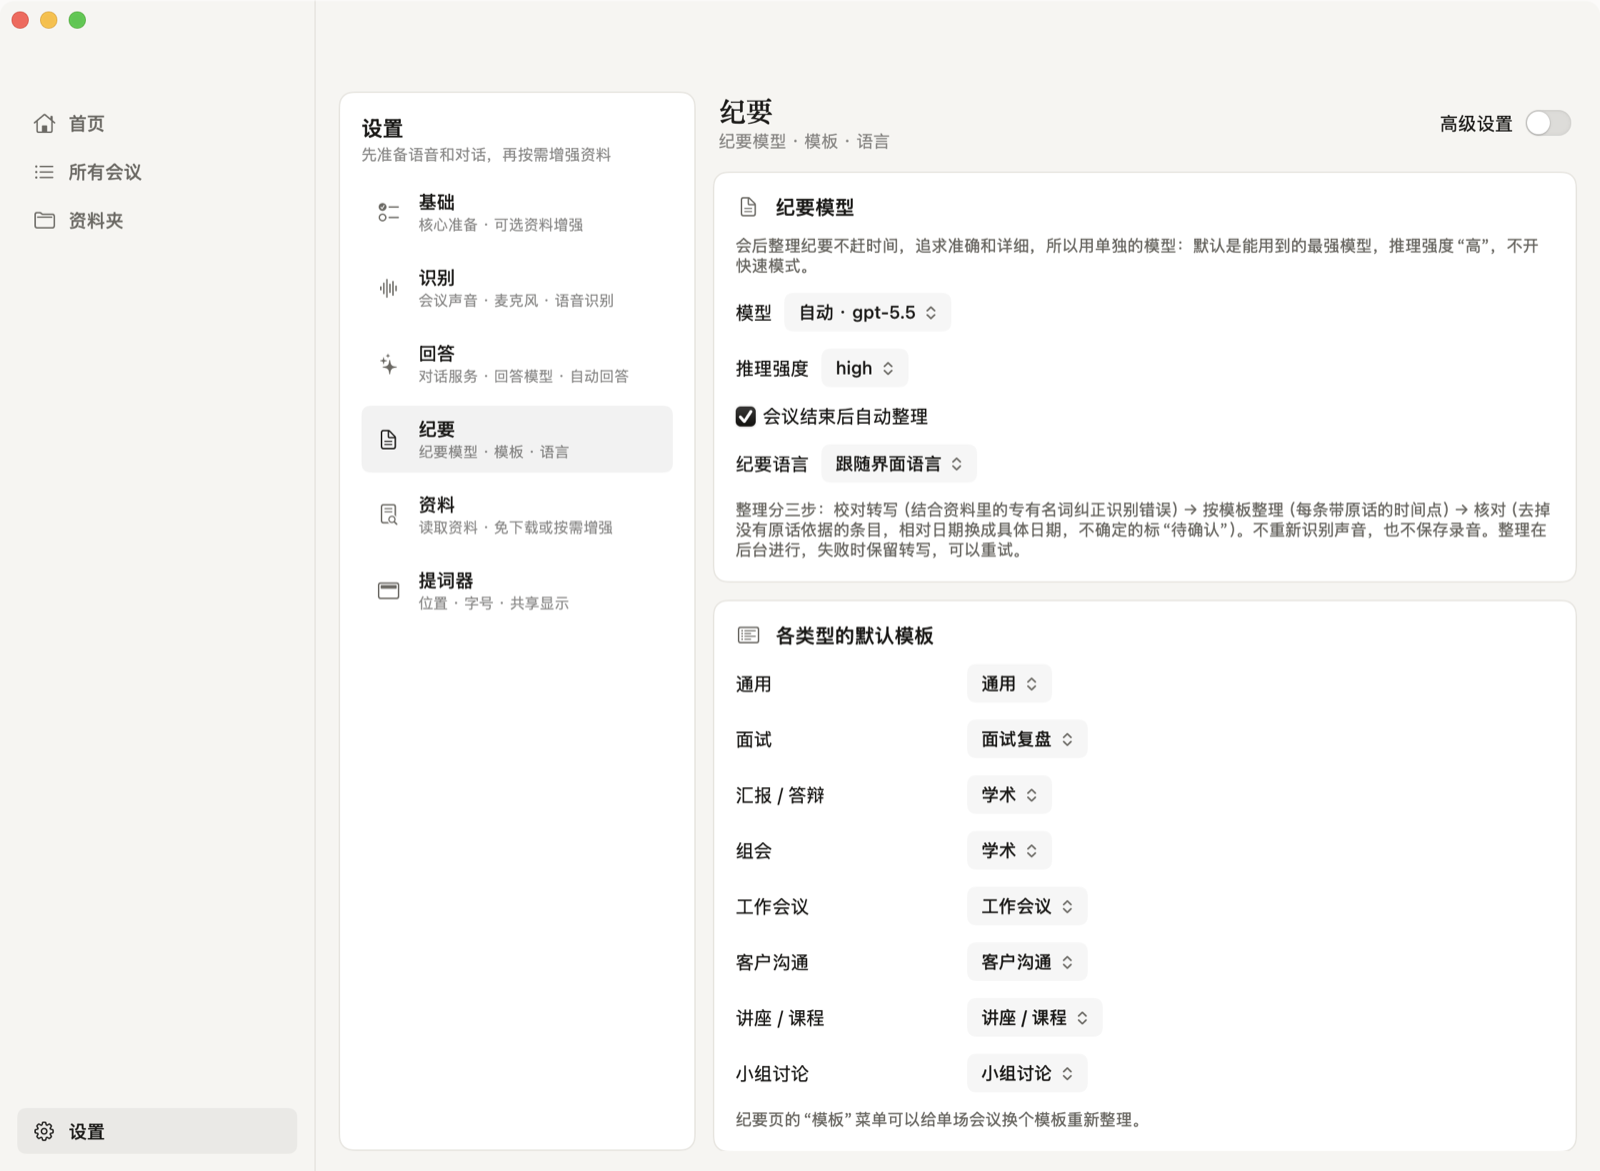 首页
所有会议
资料夹
设置
设置
先准备语音和对话，再按需增强资料
基础
核心准备 · 可选资料增强
识别
会议声音 · 麦克风 · 语音识别
回答
对话服务 · 回答模型 · 自动回答
纪要
纪要模型 · 模板 · 语言
资料
读取资料 · 免下载或按需增强
提词器
位置 · 字号 · 共享显示
纪要
纪要模型 · 模板 · 语言
高级设置
纪要模型
会后整理纪要不赶时间，追求准确和详细，所以用单独的模型：默认是能用到的最强模型，推理强度“高”，不开
快速模式。
模型 自动 · gpt-5.5
推理强度 high
会议结束后自动整理
纪要语言 跟随界面语言
整理分三步：校对转写（结合资料里的专有名词纠正识别错误）→ 按模板整理（每条带原话的时间点）→ 核对（去掉
没有原话依据的条目，相对日期换成具体日期，不确定的标“待确认”）。不重新识别声音，也不保存录音。整理在
后台进行，失败时保留转写，可以重试。
各类型的默认模板
通用 通用
面试 面试复盘
汇报 / 答辩 学术
组会 学术
工作会议 工作会议
客户沟通 客户沟通
讲座 / 课程 讲座 / 课程
小组讨论 小组讨论
纪要页的“模板”菜单可以给单场会议换个模板重新整理。